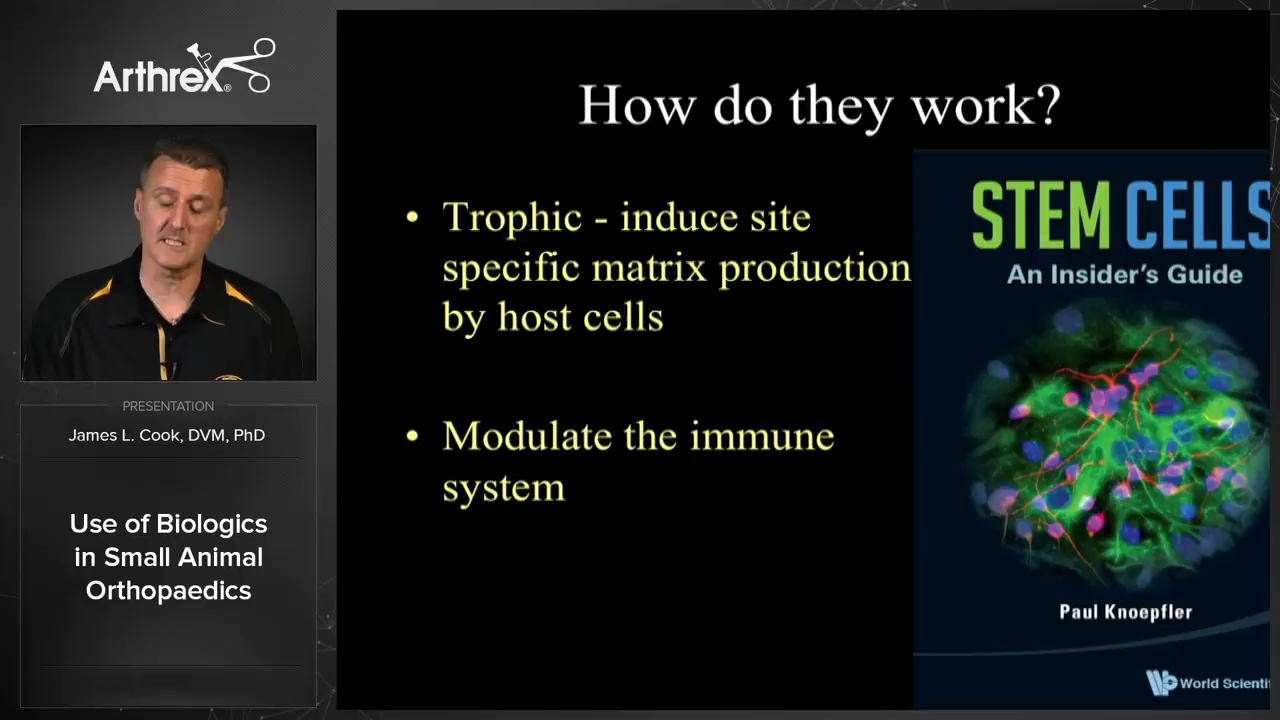 Arthrex®
PRESENTATION
James L. Cook, DVM, PhD
Use of Biologics
in Small Animal
Orthopaedics
How do they work?
• Trophic - induce site
specific matrix production
by host cells
• Modulate the immune
system
STEM CELLS
An Insider's Guide
Paul Knoepfler
World Scientif